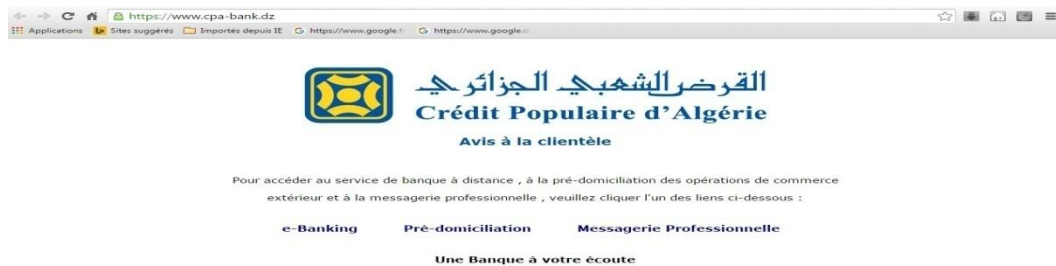 https://www.cpa-bank.dz
Applications Sites suggérés Importés depuis IE https://www.google.f https://www.google.d
القرض الشعبي الجزائري
Crédit Populaire d'Algérie
Avis à la clientèle
Pour accéder au service de banque à distance , à la pré-domiciliation des opérations de commerce
extérieur et à la messagerie professionnelle , veuillez cliquer l'un des liens ci-dessous :
e-Banking Pré-domiciliation Messagerie Professionnelle
Une Banque à votre écoute